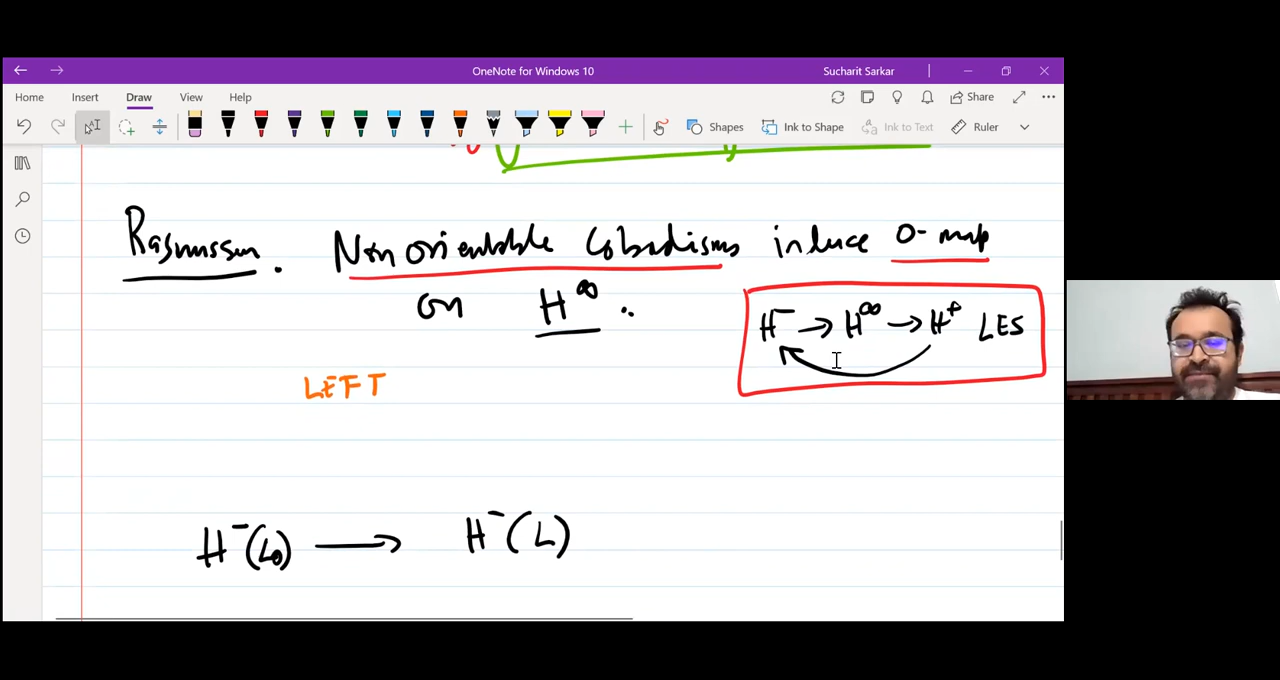 OneNote for Windows 10
Sucharit Sarkar
Home Insert Draw View Help
Share
Shapes Ink to Shape Ink to Text Ruler
Rasmussen. Nonorientable Cobordisms induce 0-map
on H^∞.
H⁻ → H^∞ → H⁺ LES
LEFT
H⁻(L₀) → H⁻(L)